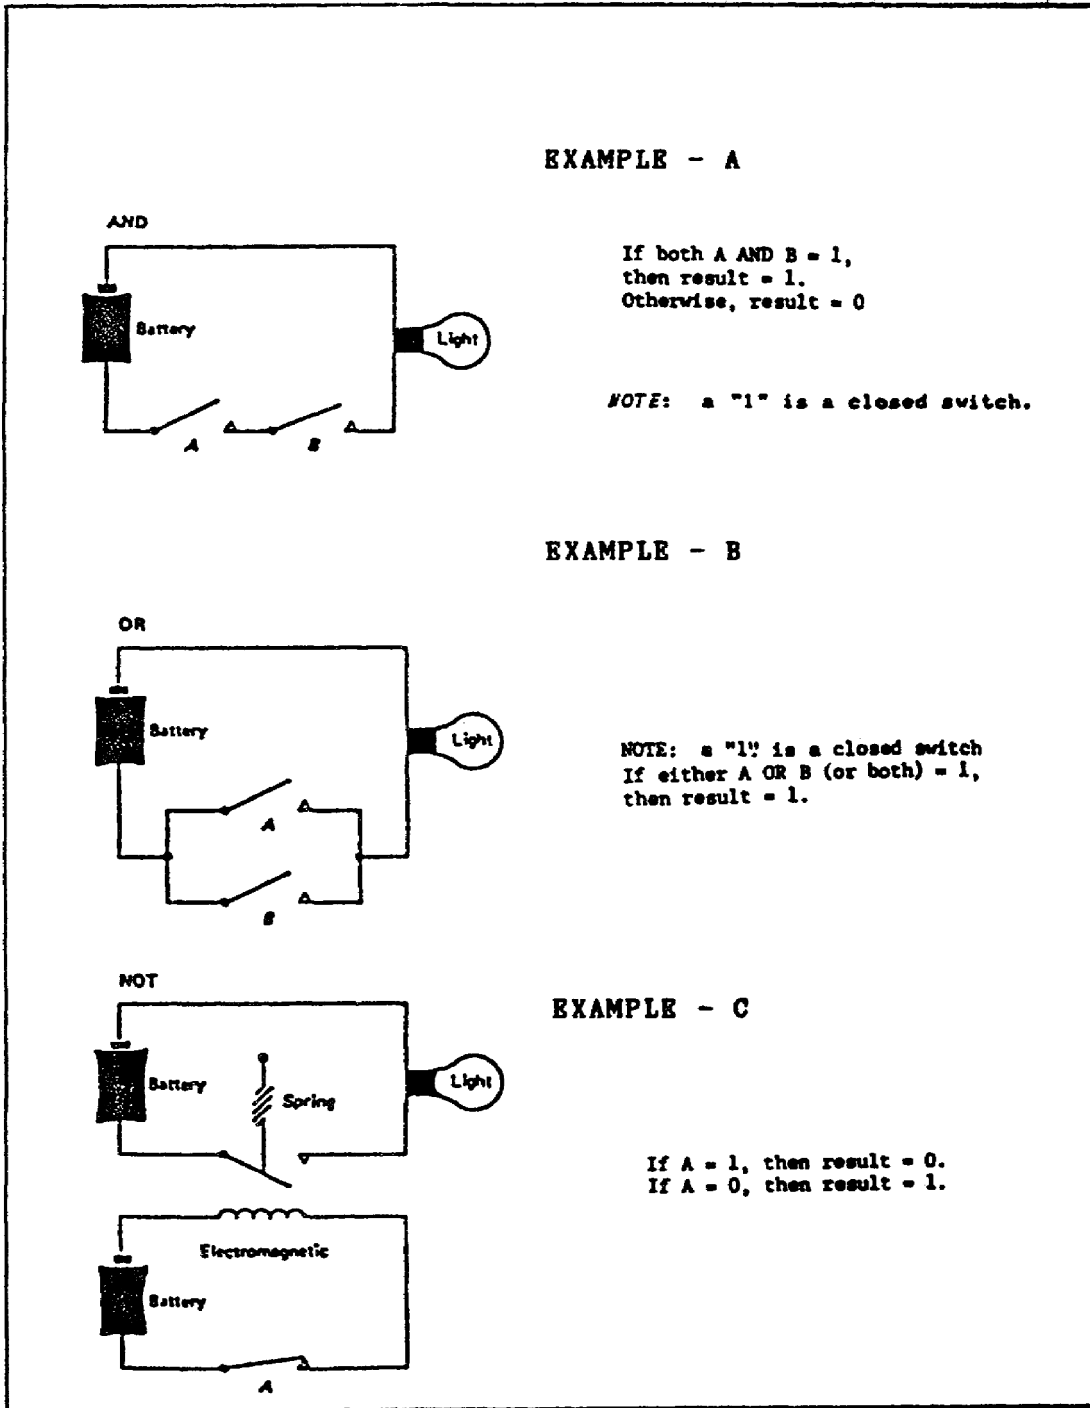 EXAMPLE - A
AND
Battery
Light
A
B
If both A AND B = 1,
then result = 1.
Otherwise, result = 0
NOTE: a "1" is a closed switch.
EXAMPLE - B
OR
Battery
Light
A
B
NOTE: a "1" is a closed switch
If either A OR B (or both) = 1,
then result = 1.
EXAMPLE - C
NOT
Battery
Spring
Light
Electromagnetic
Battery
A
If A = 1, then result = 0.
If A = 0, then result = 1.